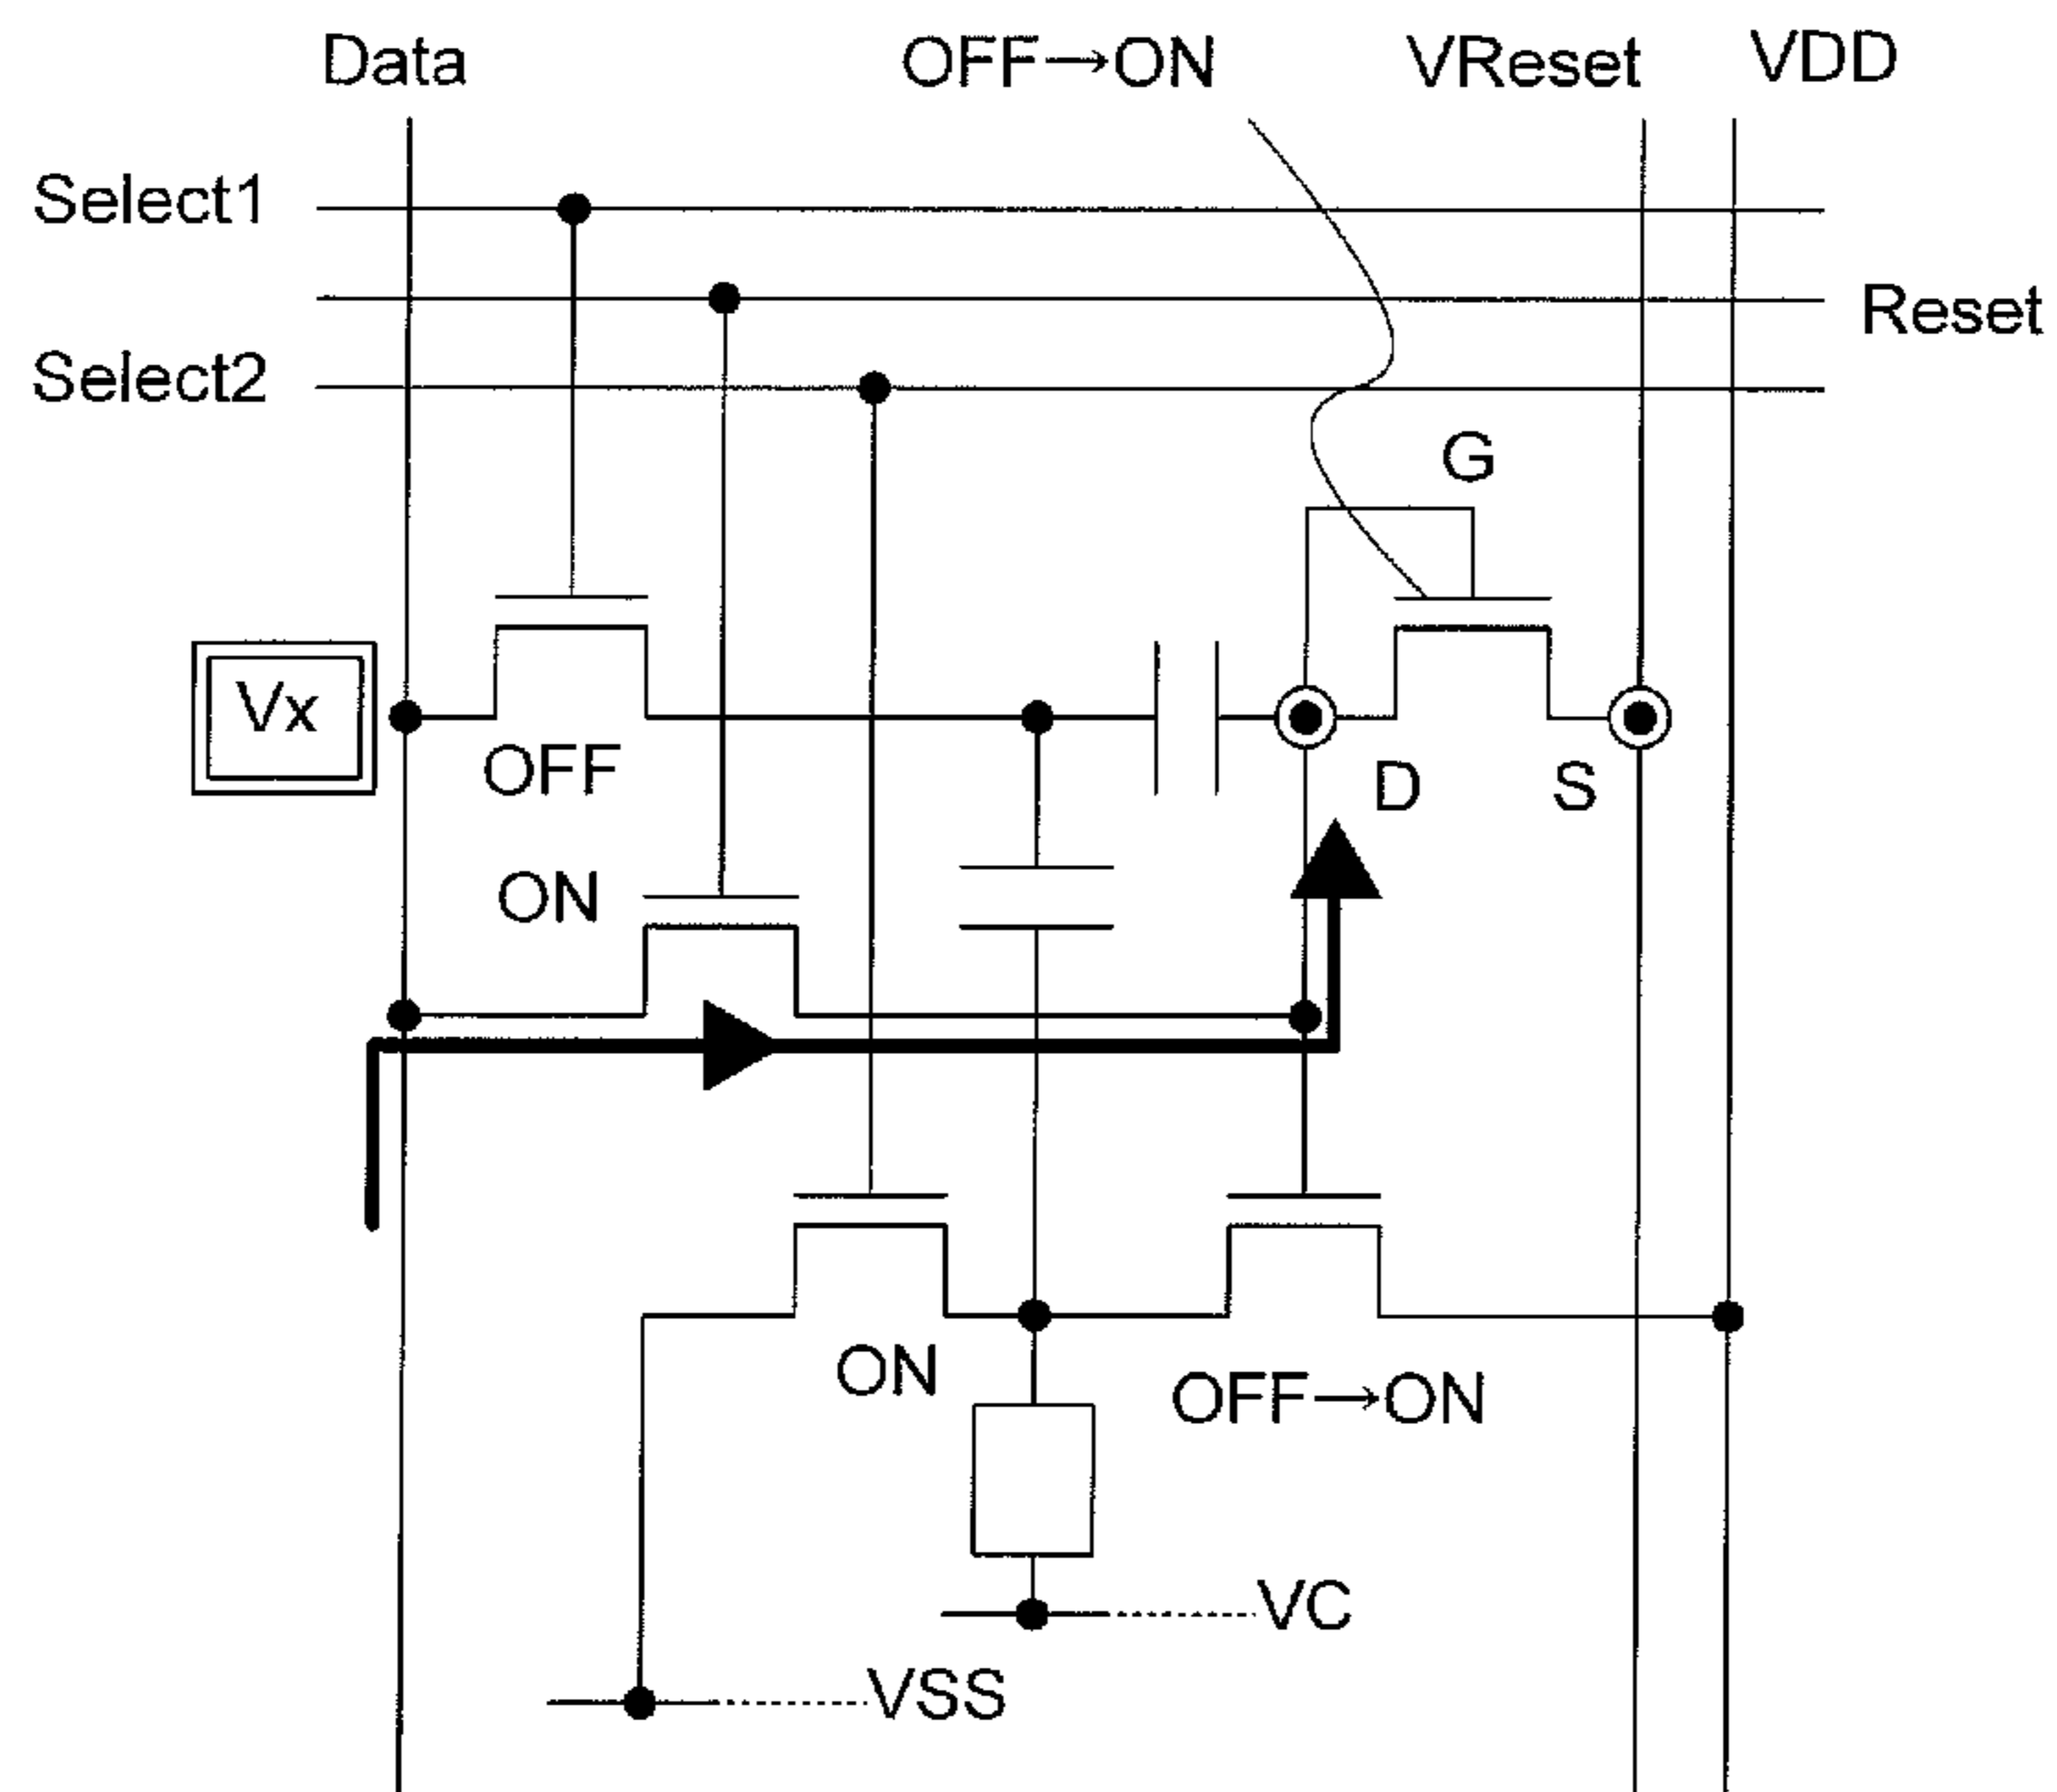 Data
OFF→ON
VReset
VDD
Select1
Reset
Select2
G
Vx
OFF
D
S
ON
ON
OFF→ON
VC
VSS